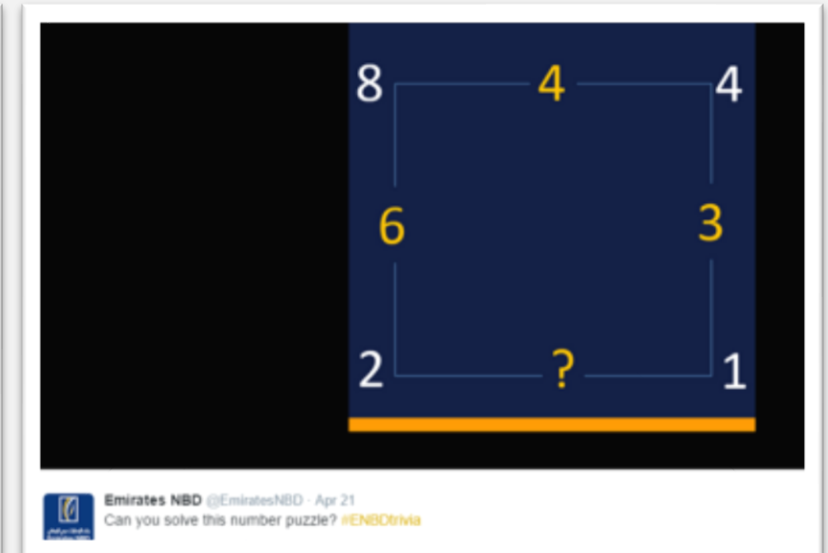 8 4 4
6 3
2 ? 1
Emirates NBD @EmiratesNBD · Apr 21
Can you solve this number puzzle? #ENBDtrivia